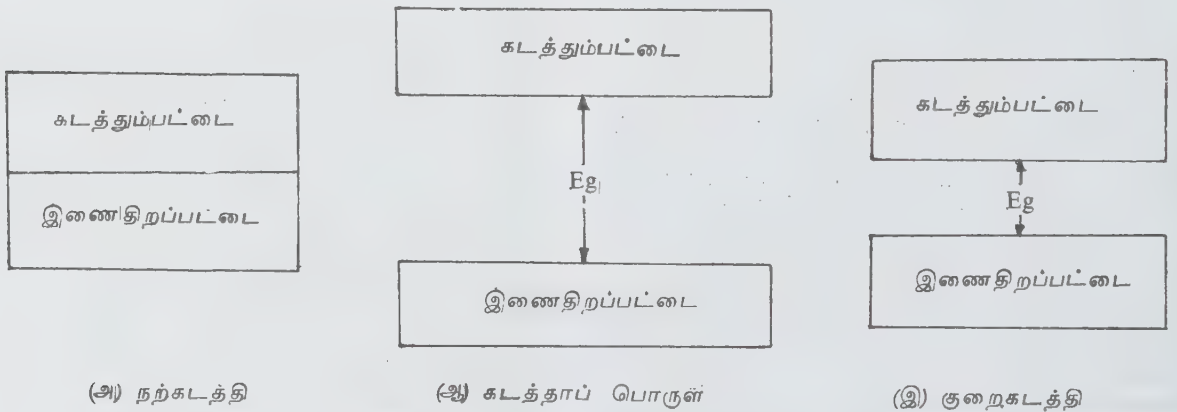 கடத்தும்பட்டை
இணைதிறப்பட்டை
(அ) நற்கடத்தி
கடத்தும்பட்டை
Eg
இணைதிறப்பட்டை
(ஆ) கடத்தாப் பொருள்
கடத்தும்பட்டை
Eg
இணைதிறப்பட்டை
(இ) குறைகடத்தி